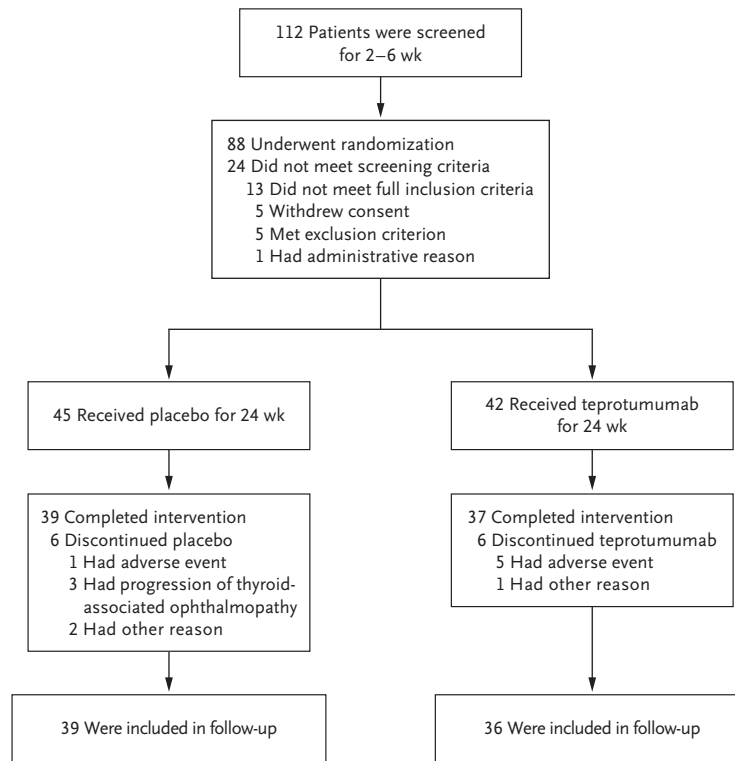 112 Patients were screened
for 2–6 wk
88 Underwent randomization
24 Did not meet screening criteria
13 Did not meet full inclusion criteria
5 Withdrew consent
5 Met exclusion criterion
1 Had administrative reason
45 Received placebo for 24 wk
42 Received teprotumumab
for 24 wk
39 Completed intervention
6 Discontinued placebo
1 Had adverse event
3 Had progression of thyroid-
associated ophthalmopathy
2 Had other reason
37 Completed intervention
6 Discontinued teprotumumab
5 Had adverse event
1 Had other reason
39 Were included in follow-up
36 Were included in follow-up